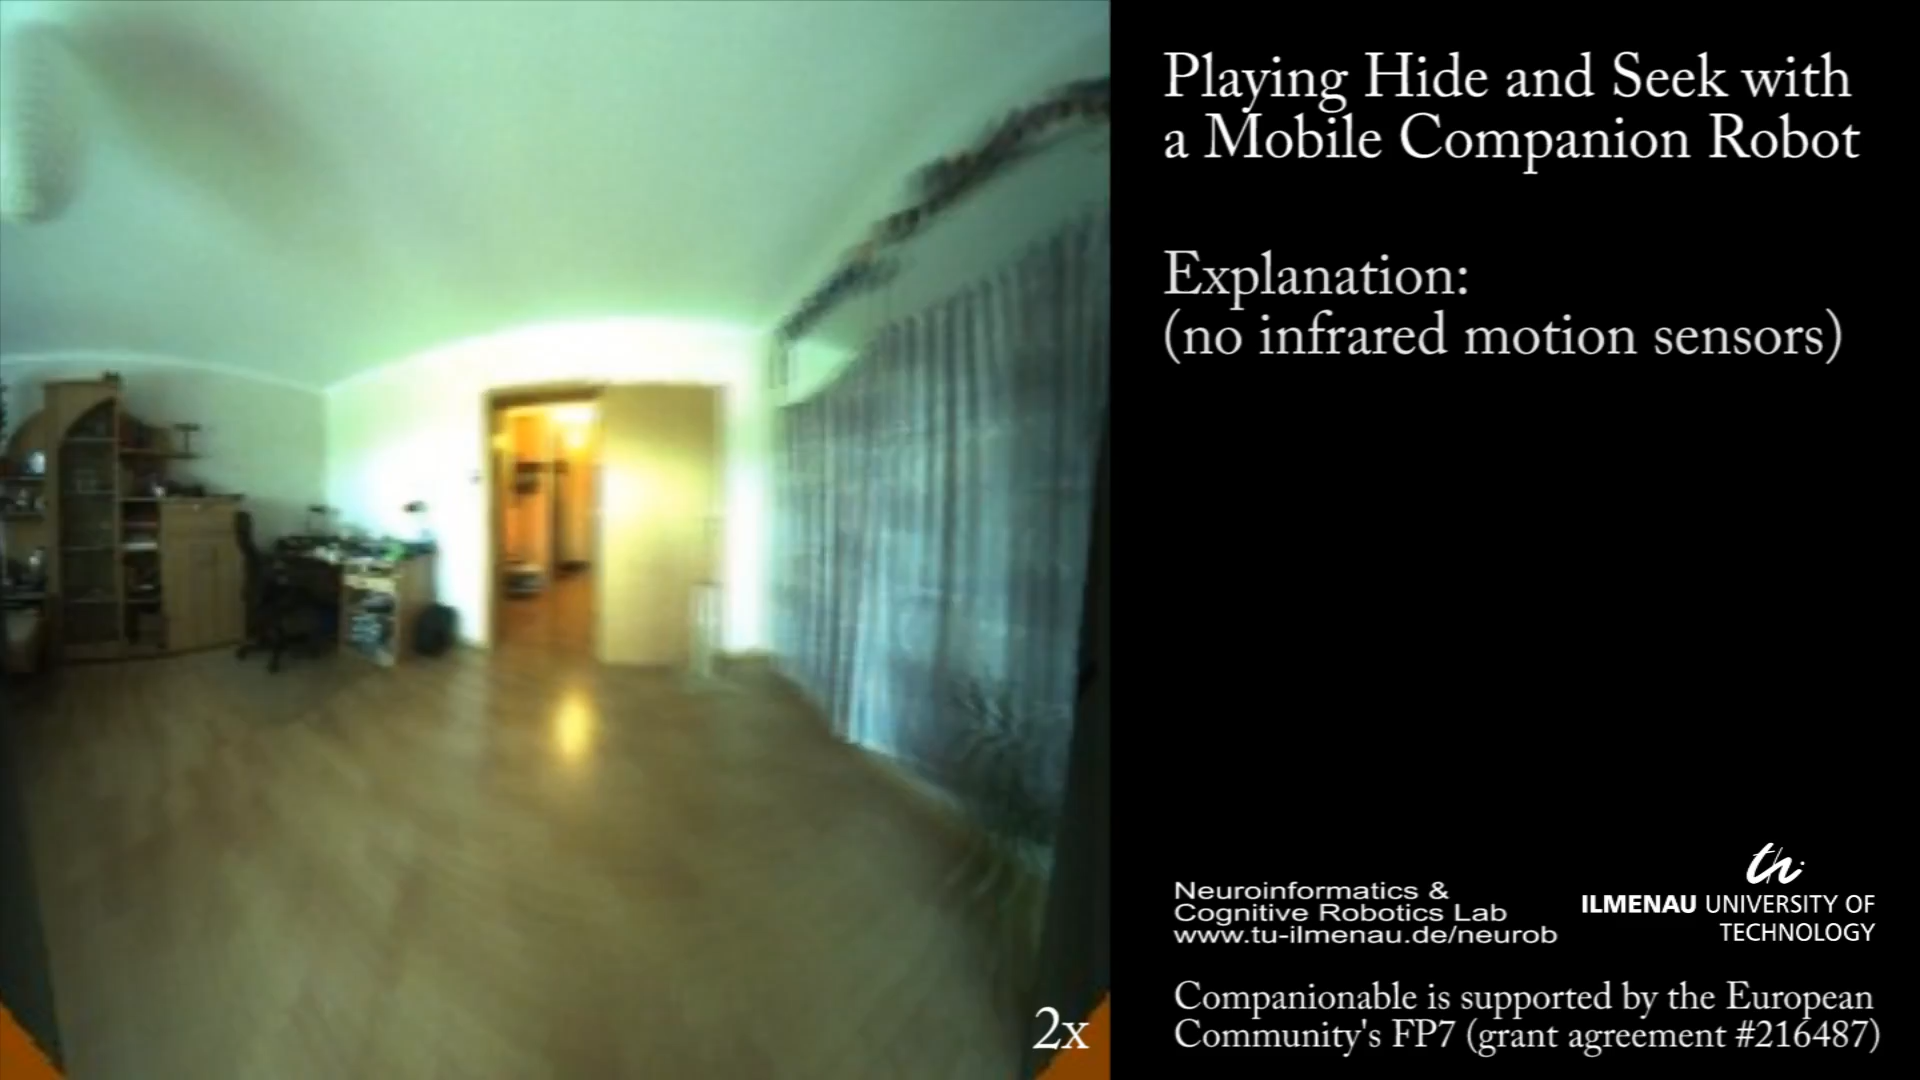 Playing Hide and Seek with
a Mobile Companion Robot
Explanation:
(no infrared motion sensors)
Neuroinformatics &
Cognitive Robotics Lab
www.tu-ilmenau.de/neurob
th
ILMENAU UNIVERSITY OF
TECHNOLOGY
2x
Companionable is supported by the European
Community's FP7 (grant agreement #216487)